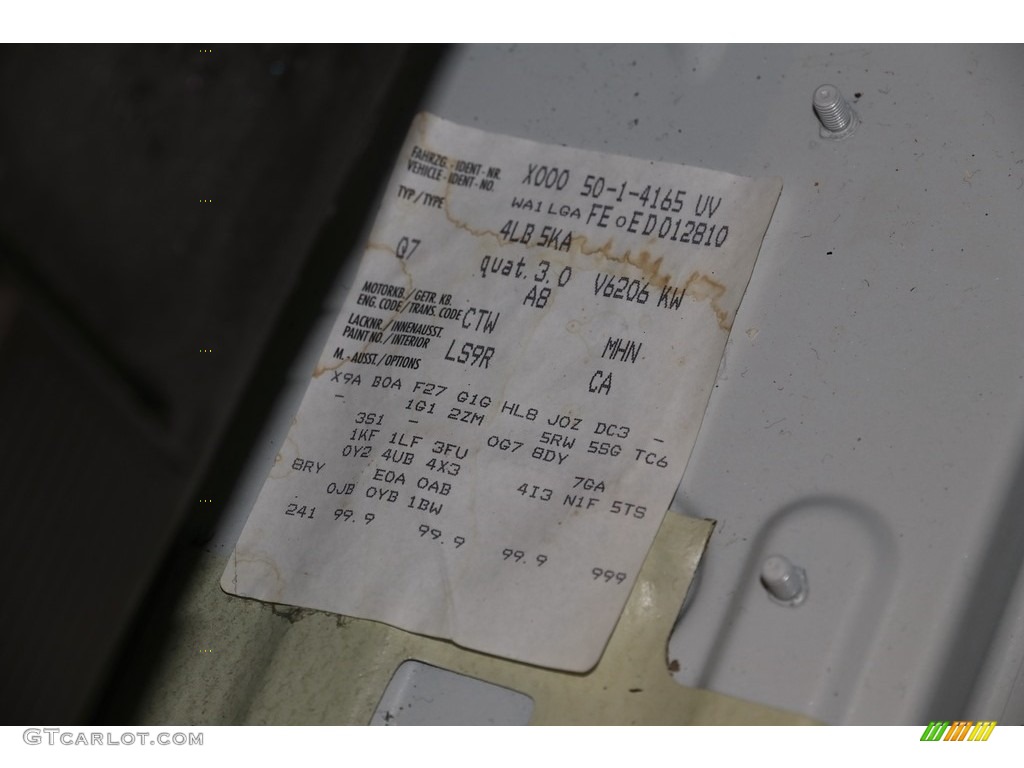 FAHRZG.-IDENT-NR. X000 50-1-4165 UV
VEHICLE-IDENT-NO. WA1LGAFE0ED012810
TYP/TYPE 4LB5KA
Q7 quat.3.0 V6206 KW
A8
MOTORKB./GETR.KB.
ENG. CODE/TRANS. CODE CTW MHN
LACKNR./INNENAUSST.
PAINT NO./INTERIOR LS9R CA
M.-AUSST./OPTIONS
X9A B0A F27 G1G HL8 J0Z DC3 -
- 1G1 2ZM 5RW 5SG TC6
3S1 - 0G7 8DY
1KF 1LF 3FU 7GA
0Y2 4UB 4X3 4I3 N1F 5TS
8RY E0A 0AB
0JB 0YB 1BW
241 99.9 99.9 99.9 999
GTCARLOT.COM